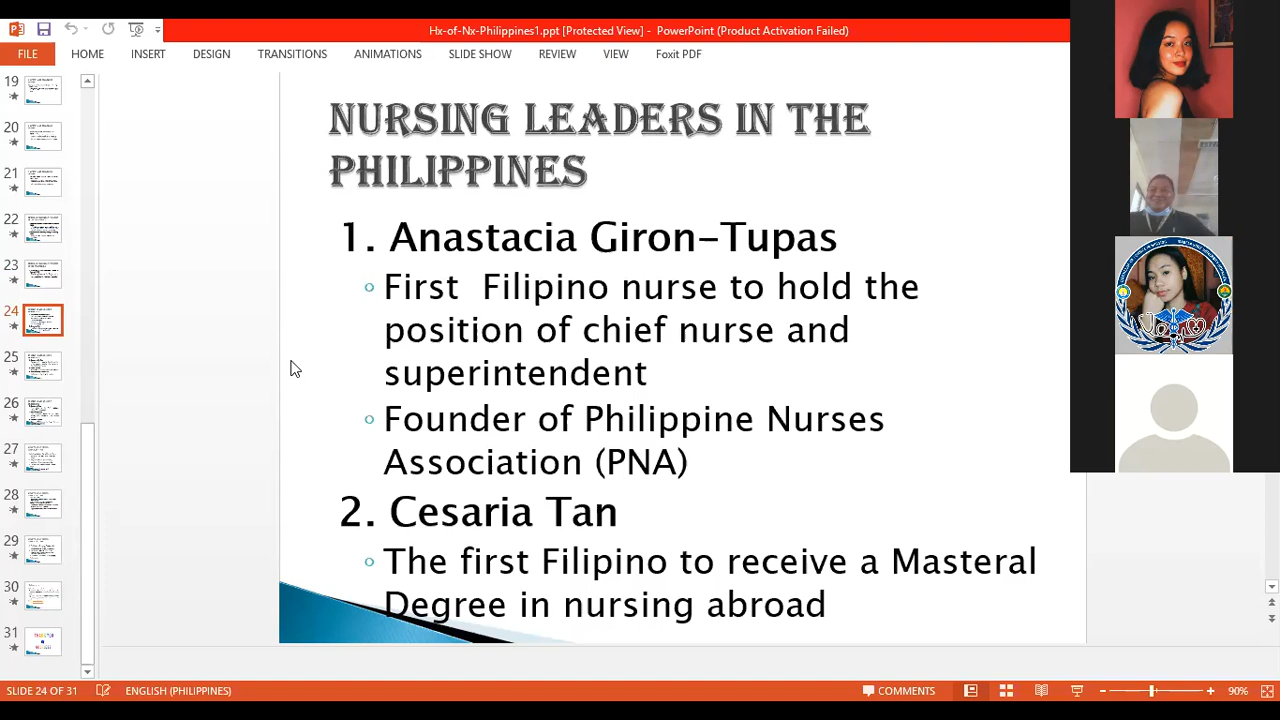 Hx-of-Nx-Philippines1.ppt [Protected View] - PowerPoint (Product Activation Failed)
FILE HOME INSERT DESIGN TRANSITIONS ANIMATIONS SLIDE SHOW REVIEW VIEW Foxit PDF
19
20
21
22
23
24
25
26
27
28
29
30
31
NURSING LEADERS IN THE
PHILIPPINES
1. Anastacia Giron-Tupas
First Filipino nurse to hold the
position of chief nurse and
superintendent
Founder of Philippine Nurses
Association (PNA)
2. Cesaria Tan
The first Filipino to receive a Masteral
Degree in nursing abroad
SLIDE 24 OF 31 ENGLISH (PHILIPPINES) COMMENTS 90%